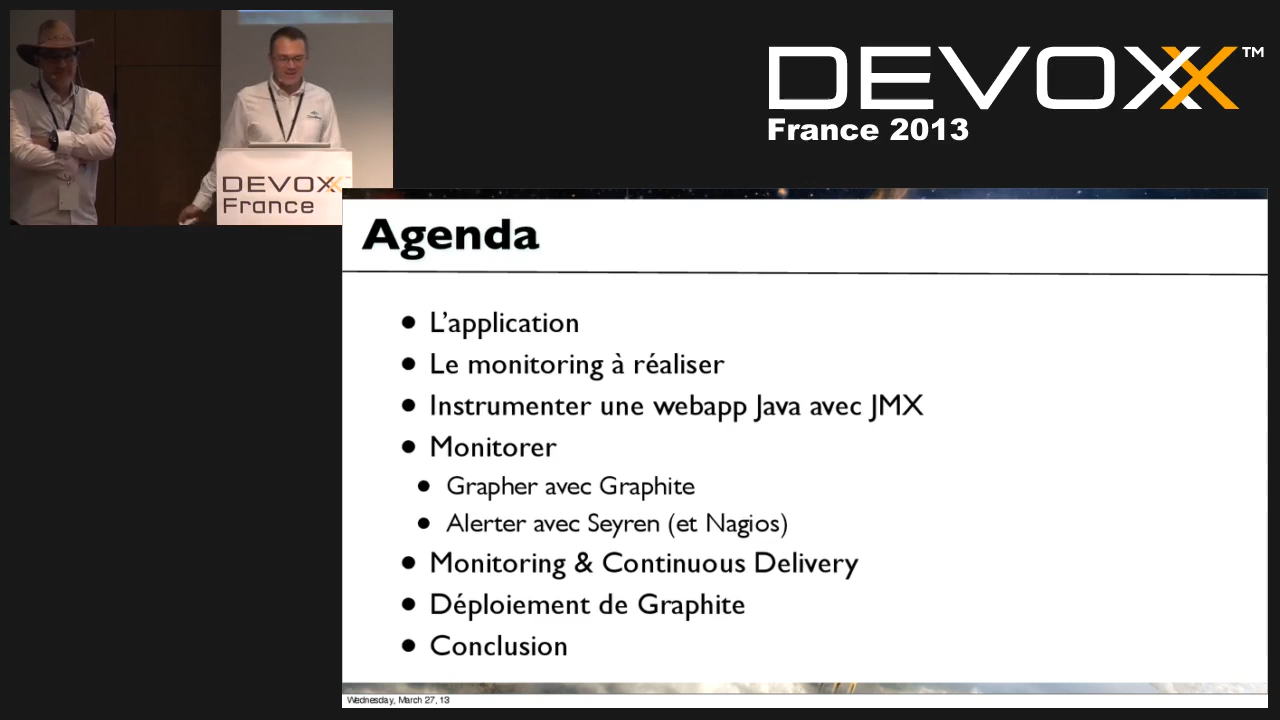 DEVOXX™
France 2013
DEVOXX
France
Agenda
• L’application
• Le monitoring à réaliser
• Instrumenter une webapp Java avec JMX
• Monitorer
• Grapher avec Graphite
• Alerter avec Seyren (et Nagios)
• Monitoring & Continuous Delivery
• Déploiement de Graphite
• Conclusion
Wednesday, March 27, 13